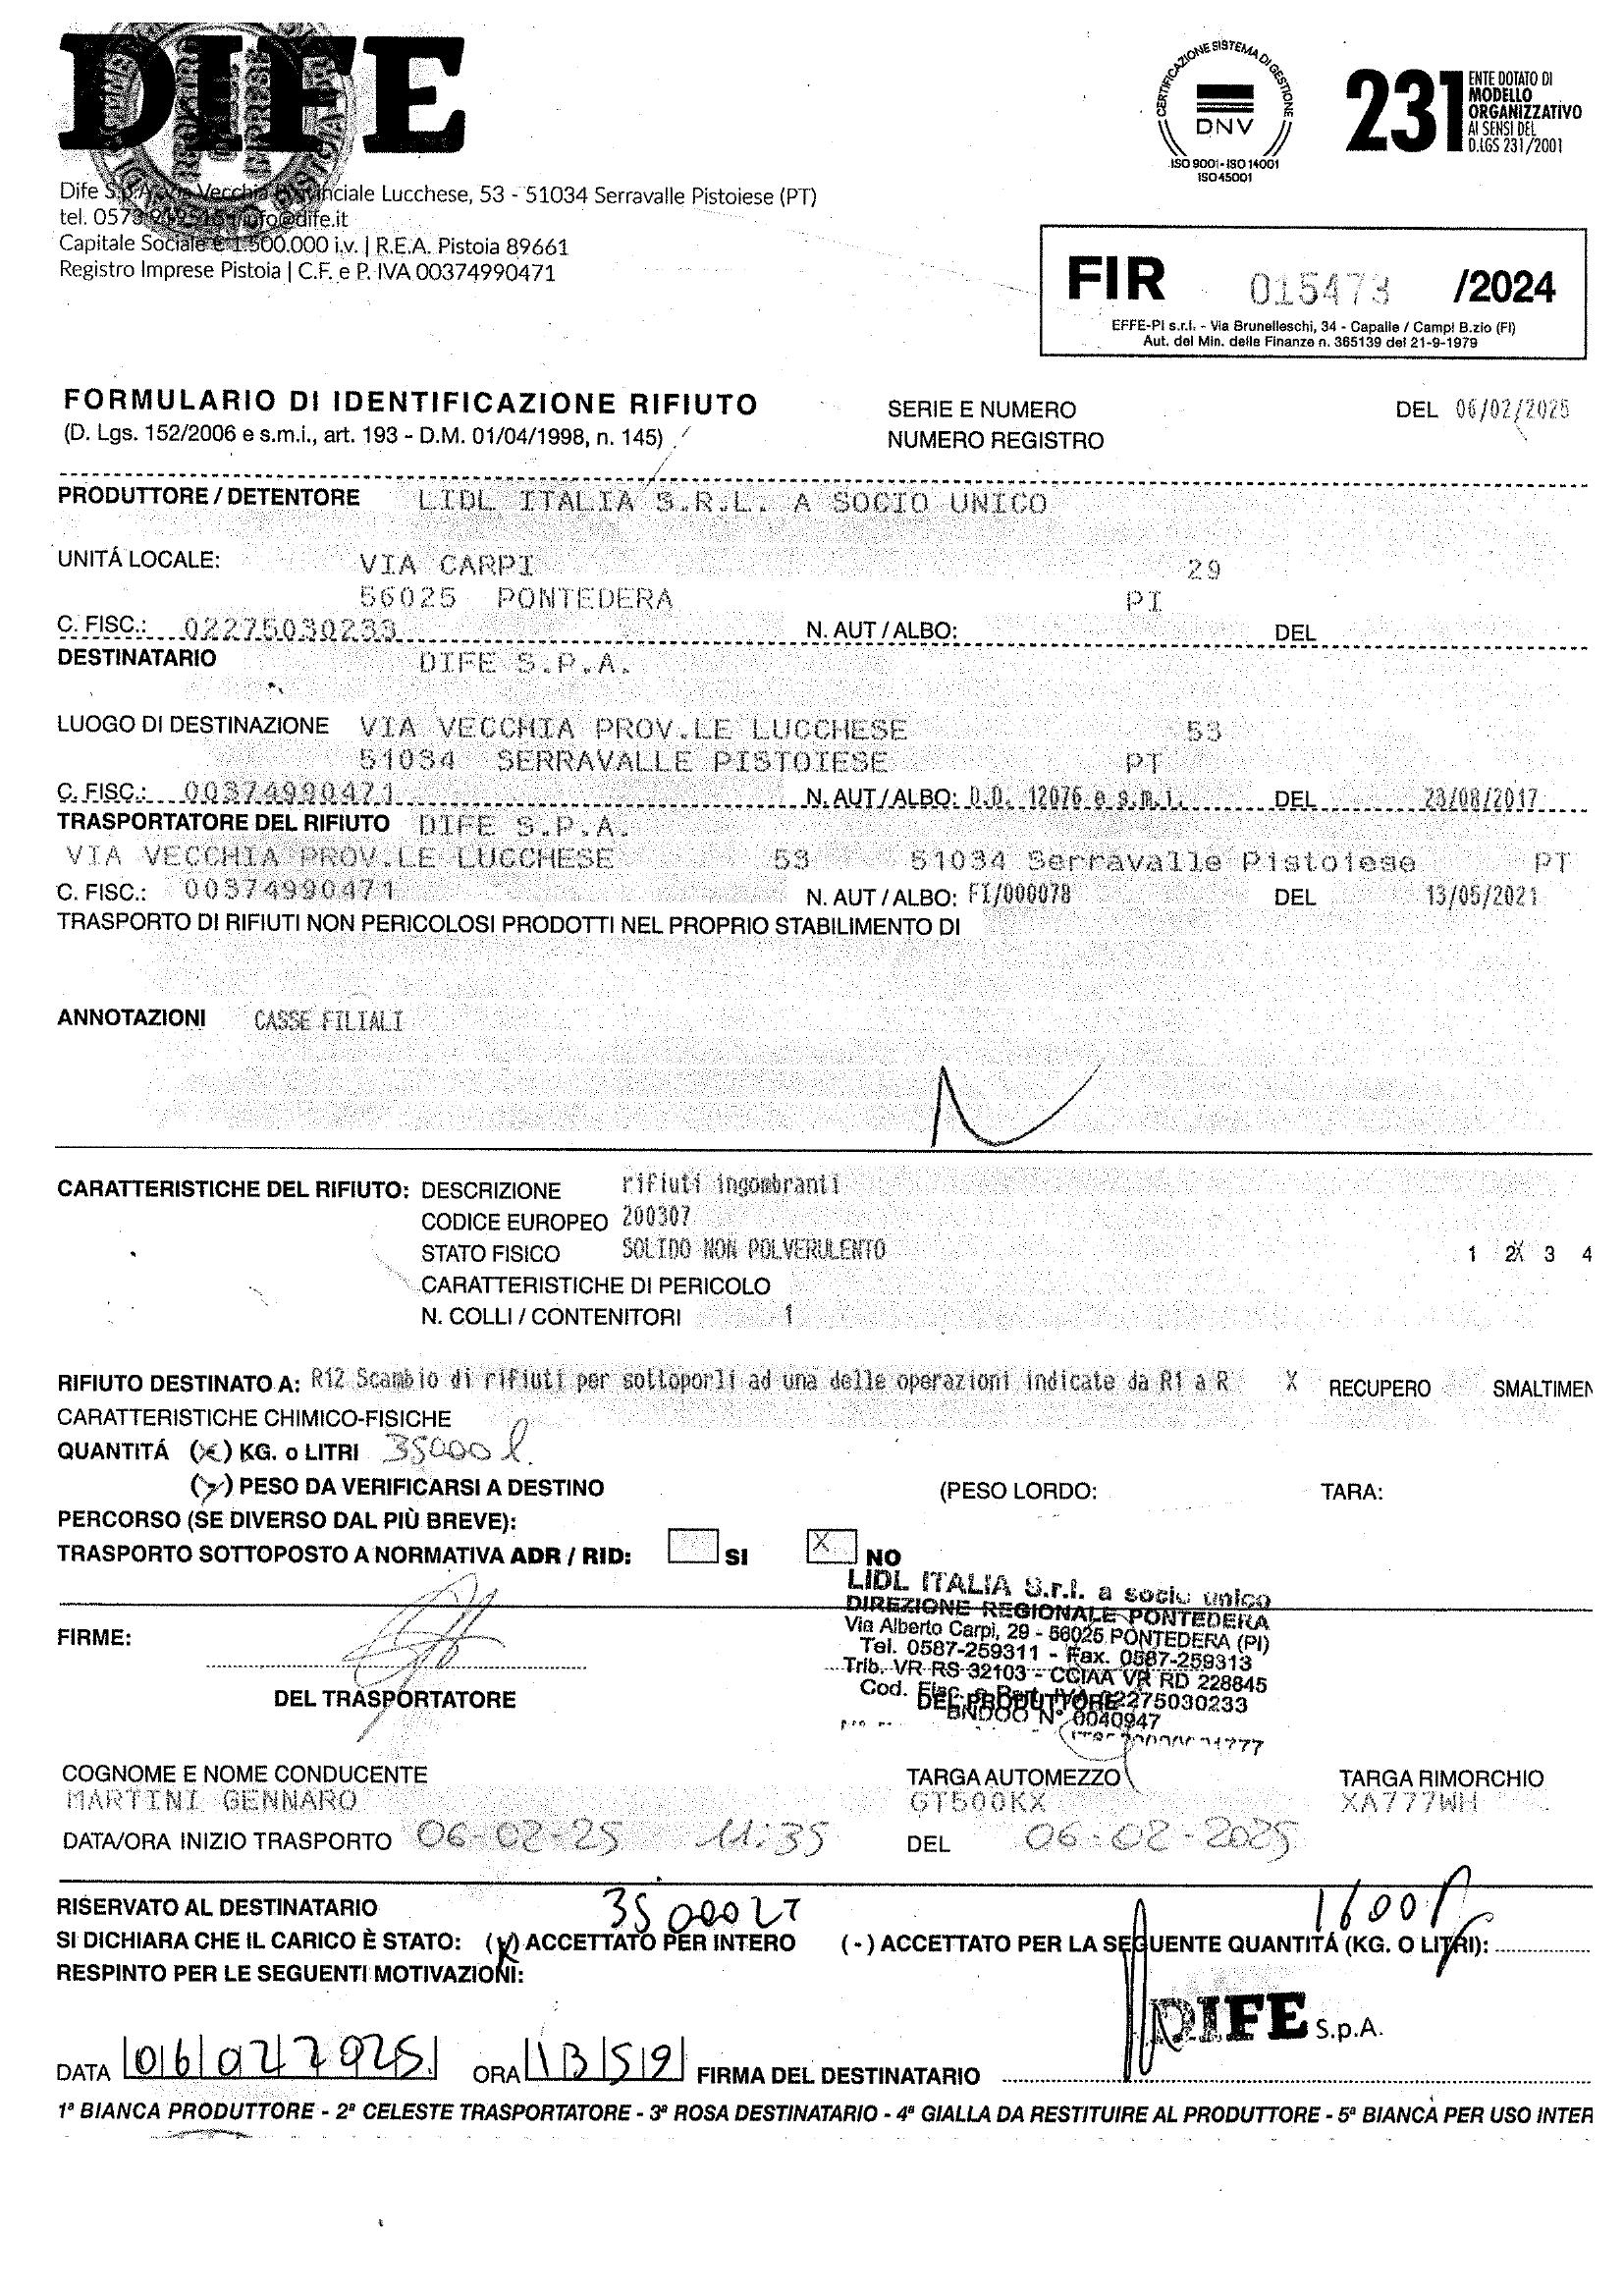 DIFE
CERTIFICAZIONE SISTEMA DI GESTIONE
DNV
ISO 9001 - ISO 14001
ISO 45001
231 ENTE DOTATO DI
MODELLO
ORGANIZZATIVO
AI SENSI DEL
D.LGS 231/2001
Dife S.p.A. Via Vecchia Provinciale Lucchese, 53 - 51034 Serravalle Pistoiese (PT)
tel. 0573 info@dife.it
Capitale Sociale € 1.500.000 i.v. | R.E.A. Pistoia 89661
Registro Imprese Pistoia | C.F. e P. IVA 00374990471
FIR 015473 /2024
EFFE-PI s.r.l. - Via Brunelleschi, 34 - Capalle / Campi B.zio (FI)
Aut. del Min. delle Finanze n. 365139 del 21-9-1979
FORMULARIO DI IDENTIFICAZIONE RIFIUTO
(D. Lgs. 152/2006 e s.m.i., art. 193 - D.M. 01/04/1998, n. 145)
SERIE E NUMERO DEL 06/02/2025
NUMERO REGISTRO
PRODUTTORE / DETENTORE LIDL ITALIA S.R.L. A SOCIO UNICO
UNITÁ LOCALE: VIA CARPI 29
56025 PONTEDERA PI
C. FISC.: 02275030233 N. AUT / ALBO: DEL
DESTINATARIO DIFE S.P.A.
LUOGO DI DESTINAZIONE VIA VECCHIA PROV.LE LUCCHESE 53
51034 SERRAVALLE PISTOIESE PT
C. FISC.: 00374990471 N. AUT / ALBO: D.D. 12076 e s.m.i. DEL 23/08/2017
TRASPORTATORE DEL RIFIUTO DIFE S.P.A.
VIA VECCHIA PROV.LE LUCCHESE 53 51034 Serravalle Pistoiese PT
C. FISC.: 00374990471 N. AUT / ALBO: FI/000078 DEL 13/05/2021
TRASPORTO DI RIFIUTI NON PERICOLOSI PRODOTTI NEL PROPRIO STABILIMENTO DI
ANNOTAZIONI CASSE FILIALI
CARATTERISTICHE DEL RIFIUTO: DESCRIZIONE rifiuti ingombranti
CODICE EUROPEO 200307
STATO FISICO SOLIDO NON POLVERULENTO 1 2 X 3 4
CARATTERISTICHE DI PERICOLO
N. COLLI / CONTENITORI 1
RIFIUTO DESTINATO A: R12 Scambio di rifiuti per sottoporli ad una delle operazioni indicate da R1 a R X RECUPERO SMALTIMEN
CARATTERISTICHE CHIMICO-FISICHE
QUANTITÁ (x) KG. o LITRI 35000 l.
(x) PESO DA VERIFICARSI A DESTINO (PESO LORDO: TARA:
PERCORSO (SE DIVERSO DAL PIÙ BREVE):
TRASPORTO SOTTOPOSTO A NORMATIVA ADR / RID: SI X NO
LIDL ITALIA S.r.l. a socio unico
DIREZIONE REGIONALE PONTEDERA
Via Alberto Carpi, 29 - 56025 PONTEDERA (PI)
Tel. 0587-259311 - Fax. 0587-259313
Trib. VR RS 32103 - CCIAA VR RD 228845
Cod. Fisc. e Part. IVA 02275030233
BNDOO N° 0040947
FIRME:
DEL TRASPORTATORE DEL PRODUTTORE
COGNOME E NOME CONDUCENTE TARGA AUTOMEZZO TARGA RIMORCHIO
MARTINI GENNARO GT500KX XA777WH
DATA/ORA INIZIO TRASPORTO 06-02-25 11:35 DEL 06-02-2025
RISERVATO AL DESTINATARIO 35000 LT
SI DICHIARA CHE IL CARICO È STATO: (X) ACCETTATO PER INTERO (-) ACCETTATO PER LA SEGUENTE QUANTITÁ (KG. O LITRI):
RESPINTO PER LE SEGUENTI MOTIVAZIONI:
DIFE S.p.A.
DATA 06/02/2025 ORA 13 59 FIRMA DEL DESTINATARIO
1ª BIANCA PRODUTTORE - 2ª CELESTE TRASPORTATORE - 3ª ROSA DESTINATARIO - 4ª GIALLA DA RESTITUIRE AL PRODUTTORE - 5ª BIANCA PER USO INTER